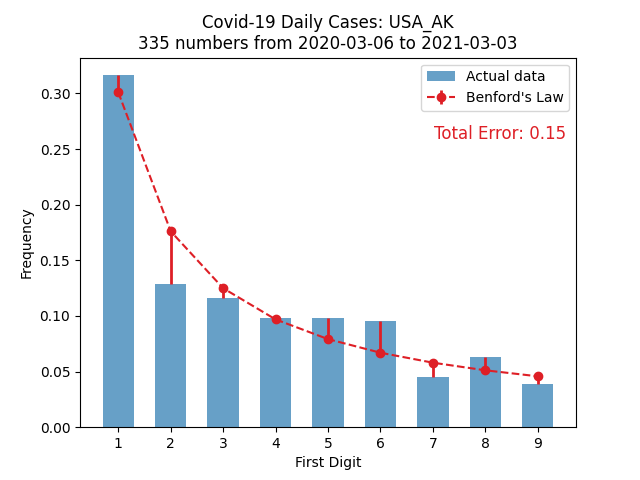 Covid-19 Daily Cases: USA_AK
335 numbers from 2020-03-06 to 2021-03-03
Actual data
Benford's Law
Total Error: 0.15
Frequency
0.30
0.25
0.20
0.15
0.10
0.05
0.00
1 2 3 4 5 6 7 8 9
First Digit